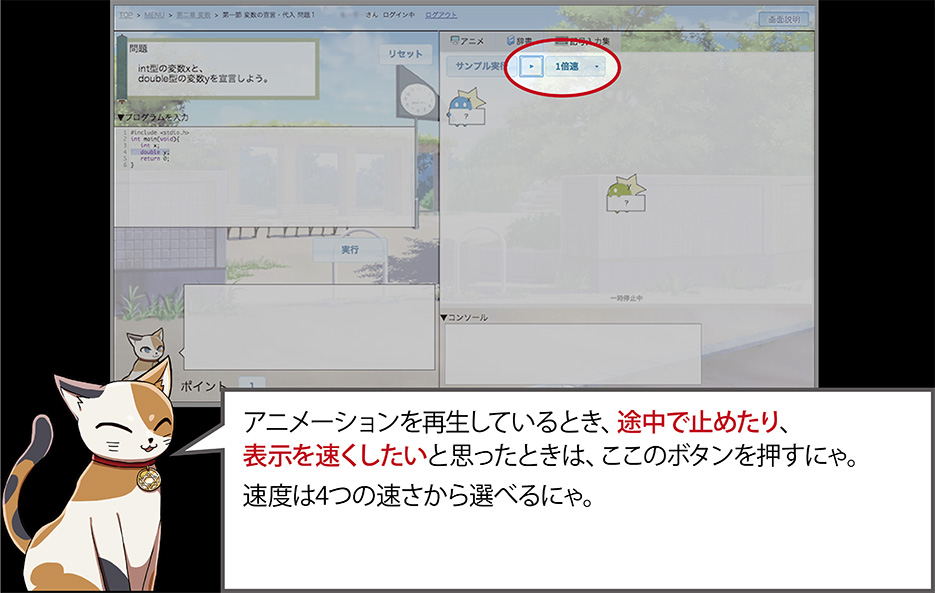 TOP > MENU > 第二章 変数 > 第一節 変数の宣言・代入 問題1
さん ログイン中 ログアウト
画面説明
問題
int型の変数xと、
double型の変数yを宣言しよう。
リセット
▼プログラムを入力
1 #include <stdio.h>
2 int main(void){
3 int x;
4 double y;
5 return 0;
6 }
実行
ポイント 1
アニメ 辞書 記号入力集
サンプル実行 ▶ 1倍速
?
?
一時停止中
▼コンソール
アニメーションを再生しているとき、途中で止めたり、
表示を速くしたいと思ったときは、ここのボタンを押すにゃ。
速度は4つの速さから選べるにゃ。